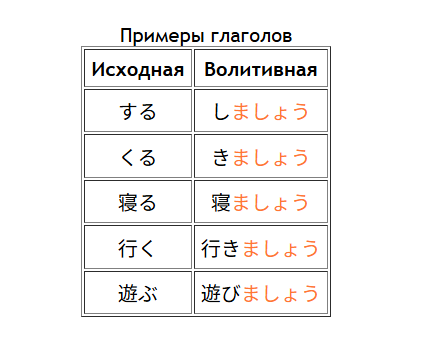 Примеры глаголов
Исходная Волитивная
する しましょう
くる きましょう
寝る 寝ましょう
行く 行きましょう
遊ぶ 遊びましょう